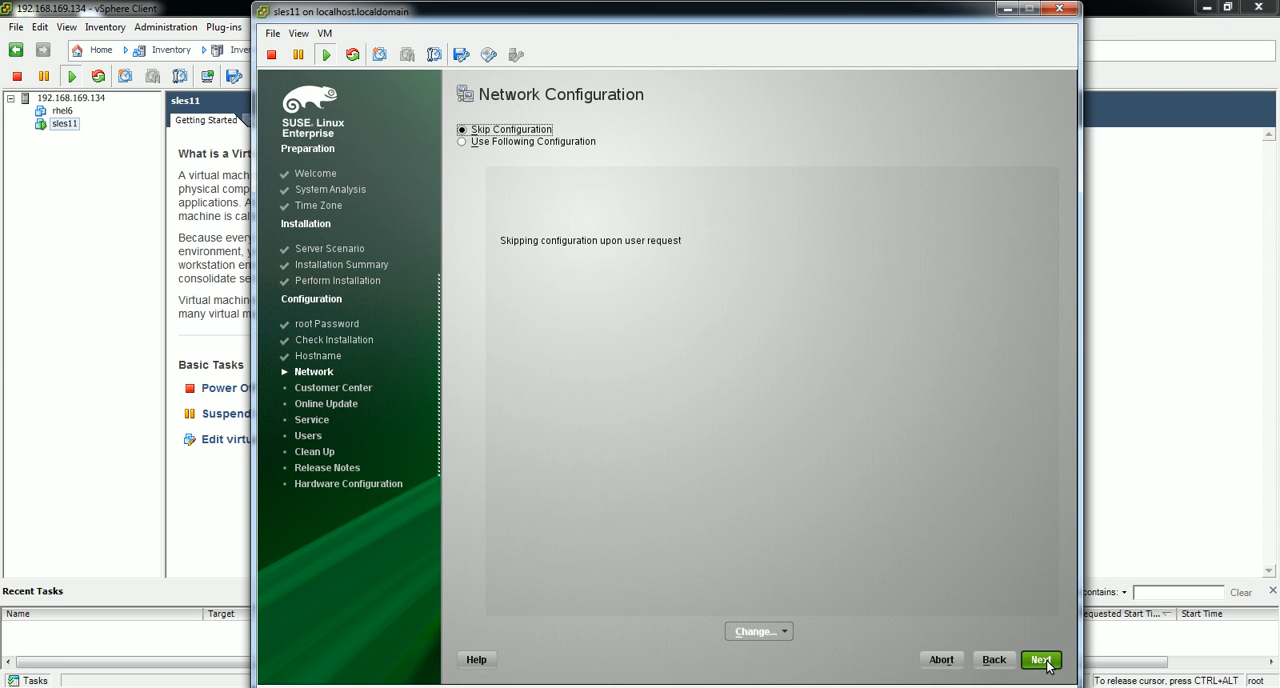 192.168.169.134 - vSphere Client
File Edit View Inventory Administration Plug-ins
Home Inventory
192.168.169.134
rhel6
sles11
sles11
Getting Started
What is a
A virtual mach
physical comp
applications.
machine is cal
Because ever
environment,
workstation en
consolidate se
Virtual machin
many virtual m
Basic Tasks
Power
Suspend
Edit virtu
sles11 on localhost.localdomain
File View VM
SUSE. Linux
Enterprise
Preparation
Welcome
System Analysis
Time Zone
Installation
Server Scenario
Installation Summary
Perform Installation
Configuration
root Password
Check Installation
Hostname
Network
Customer Center
Online Update
Service
Users
Clean Up
Release Notes
Hardware Configuration
Network Configuration
Skip Configuration
Use Following Configuration
Skipping configuration upon user request
Change...
Help Abort Back Next
Recent Tasks
contains: Clear
Name Target equested Start Ti... Start Time
Tasks To release cursor, press CTRL+ALT root